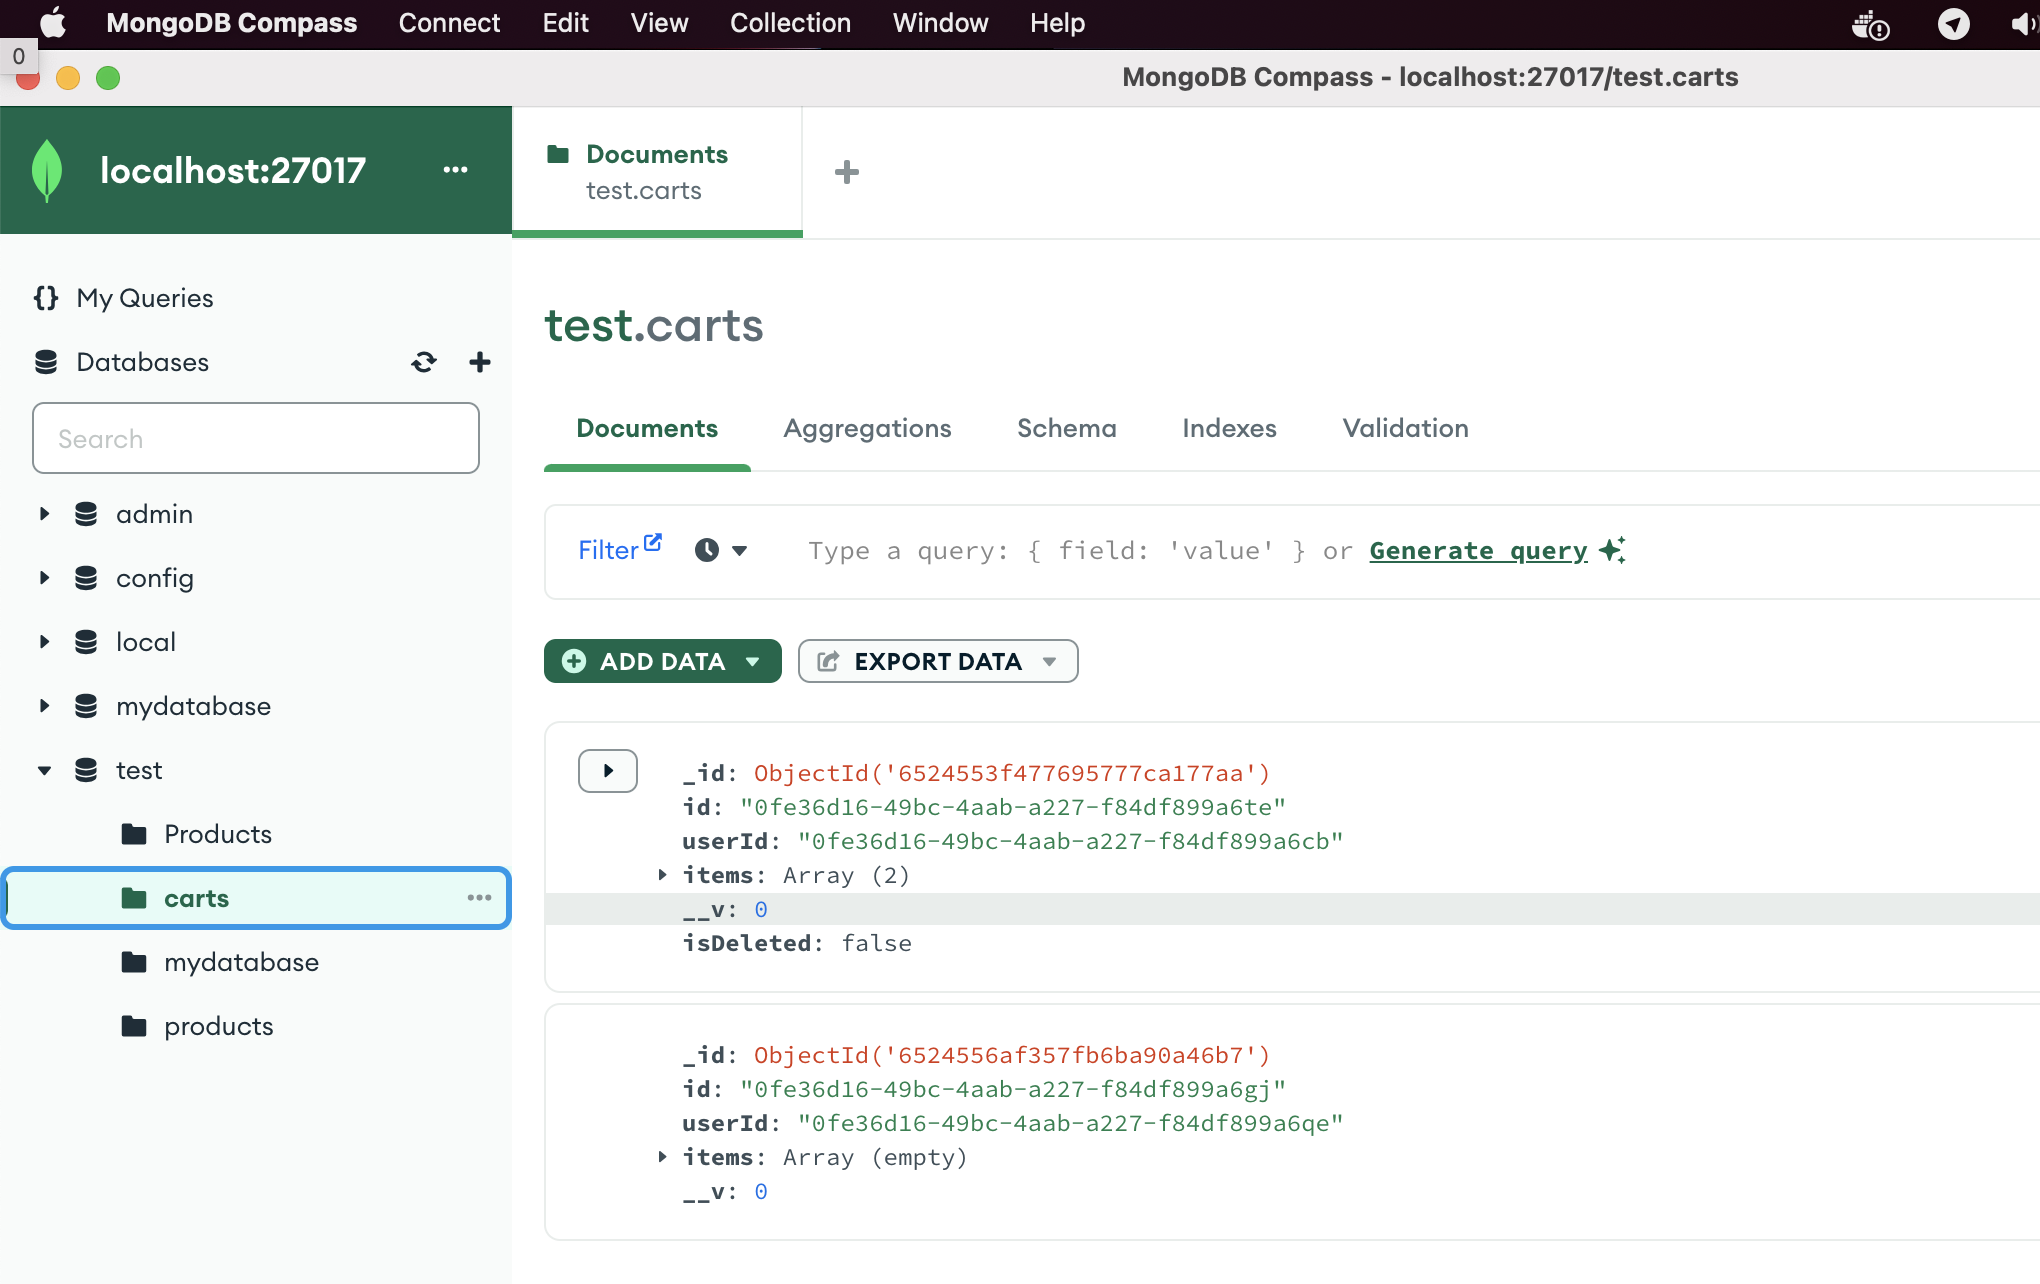 MongoDB Compass Connect Edit View Collection Window Help
0
MongoDB Compass - localhost:27017/test.carts
localhost:27017 ...
Documents
test.carts
{} My Queries
Databases
Search
admin
config
local
mydatabase
test
Products
carts ...
mydatabase
products
test.carts
Documents Aggregations Schema Indexes Validation
Filter Type a query: { field: 'value' } or Generate query
ADD DATA EXPORT DATA
_id: ObjectId('6524553f477695777ca177aa')
id: "0fe36d16-49bc-4aab-a227-f84df899a6te"
userId: "0fe36d16-49bc-4aab-a227-f84df899a6cb"
items: Array (2)
__v: 0
isDeleted: false
_id: ObjectId('6524556af357fb6ba90a46b7')
id: "0fe36d16-49bc-4aab-a227-f84df899a6gj"
userId: "0fe36d16-49bc-4aab-a227-f84df899a6qe"
items: Array (empty)
__v: 0